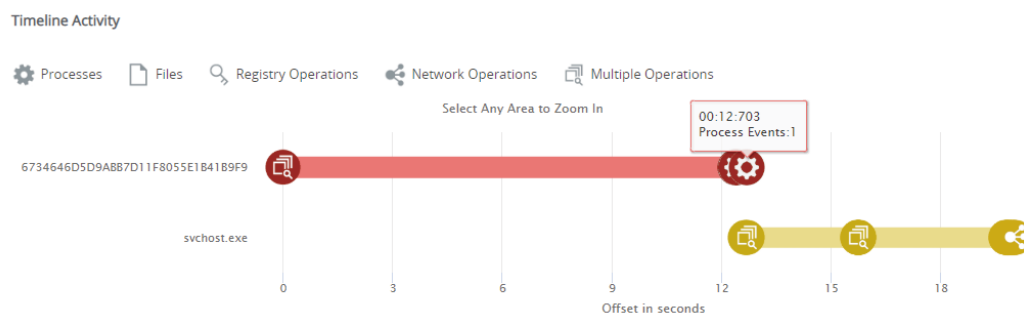 Timeline Activity
Processes Files Registry Operations Network Operations Multiple Operations
Select Any Area to Zoom In
00:12:703
Process Events:1
6734646D5D9ABB7D11F8055E1B41B9F9
svchost.exe
0 3 6 9 12 15 18
Offset in seconds